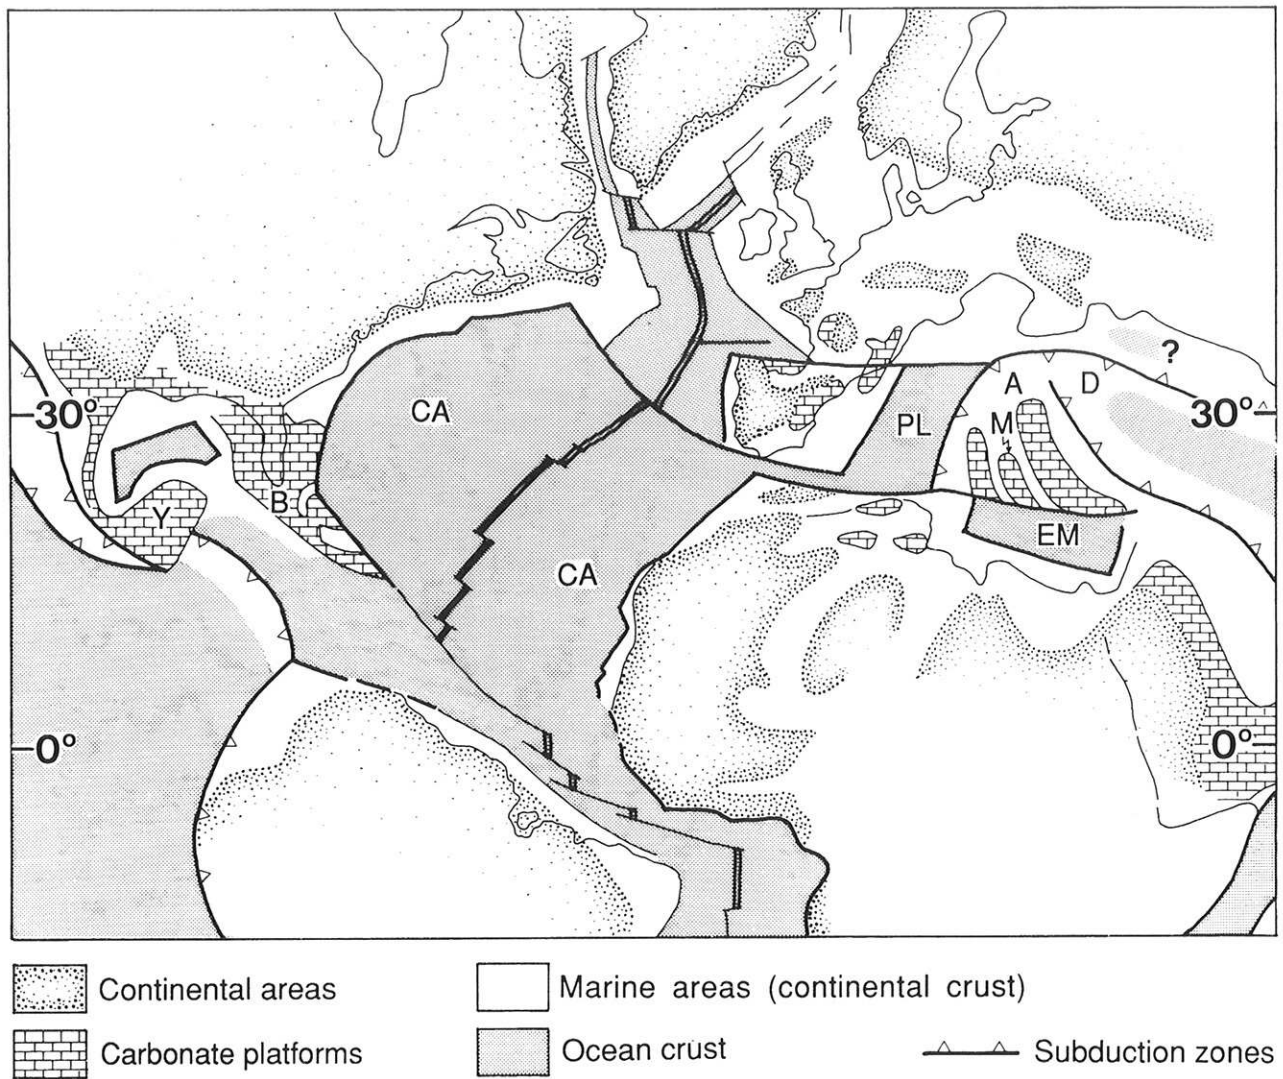 ?
CA
A
D
30°
30°
PL
M
B
Y
EM
CA
0°
0°
Continental areas
Marine areas (continental crust)
Carbonate platforms
Ocean crust
Subduction zones